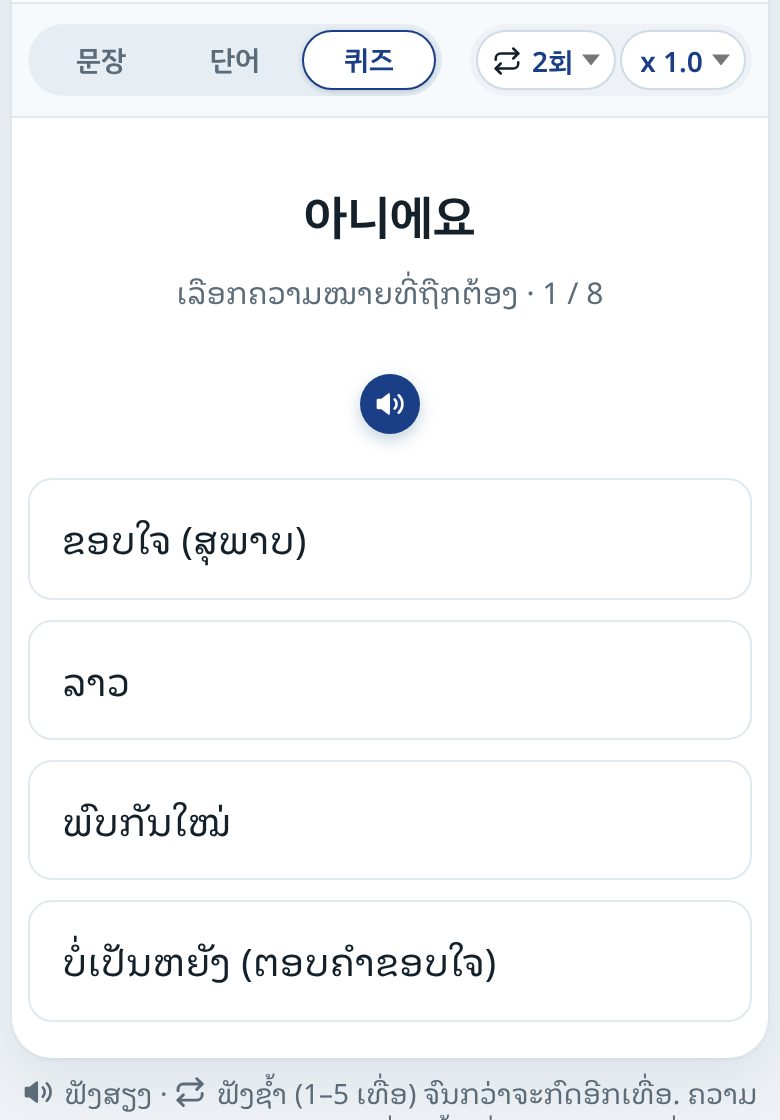 문장 단어 퀴즈 2회 x 1.0
아니에요
ເລືອກຄວາມໝາຍທີ່ຖືກຕ້ອງ · 1 / 8
ຂອບໃຈ (ສຸພາບ)
ລາວ
ພົບກັນໃໝ່
ບໍ່ເປັນຫຍັງ (ຕອບຄຳຂອບໃຈ)
ຟັງສຽງ · ຟັງຊ້ຳ (1–5 ເທື່ອ) ຈົນກວ່າຈະກົດອີກເທື່ອ. ຄວາມ